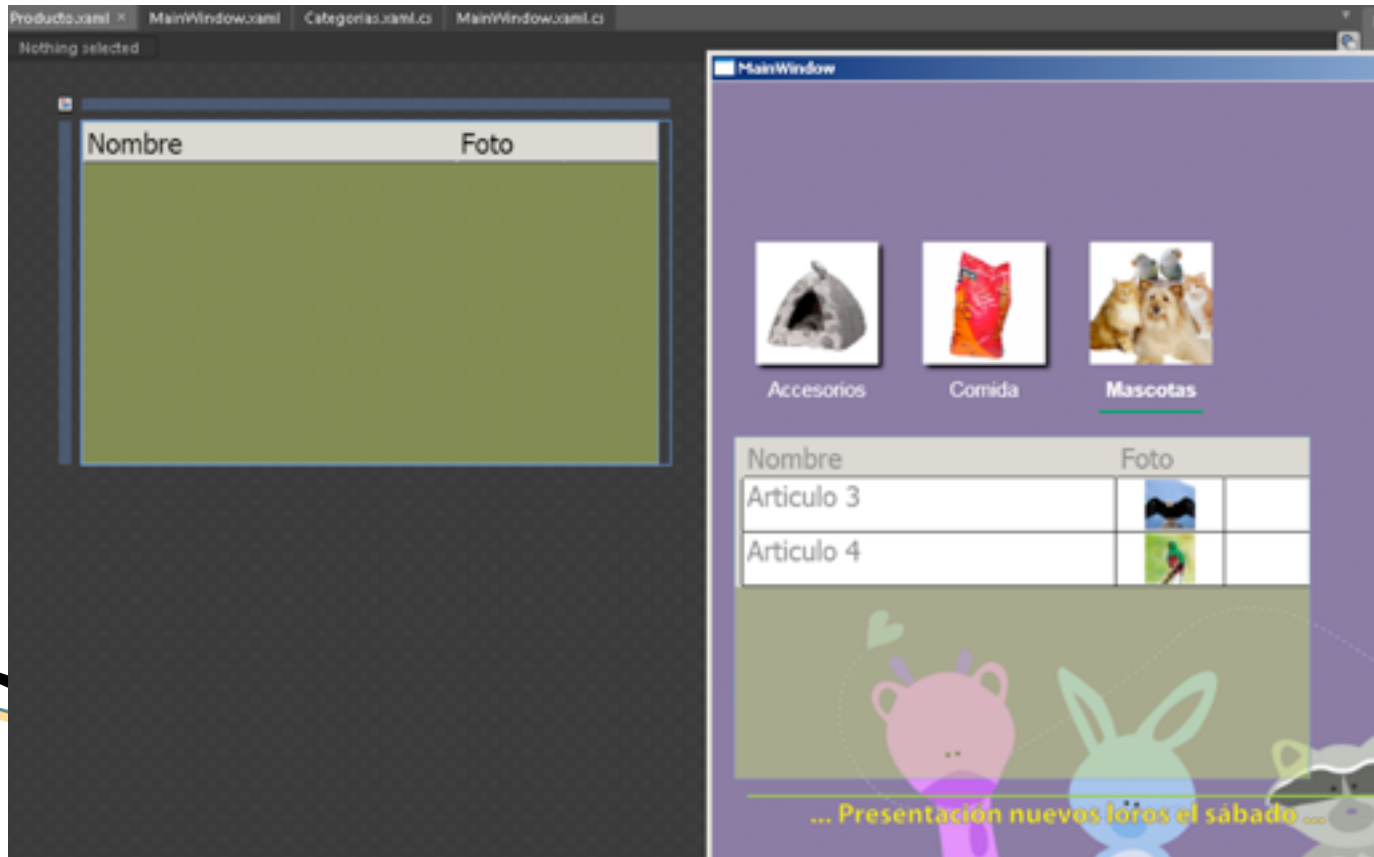 Producto.xaml × MainWindow.xaml Categorias.xaml.cs MainWindow.xaml.cs
Nothing selected
Nombre Foto
MainWindow
Accesorios Comida Mascotas
Nombre Foto
Articulo 3
Articulo 4
... Presentación nuevos loros el sábado ...